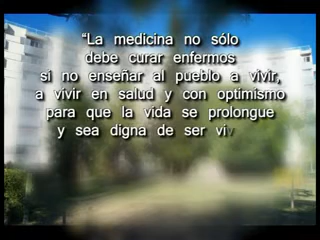 “La medicina no sólo
debe curar enfermos
si no enseñar al pueblo a vivir,
a vivir en salud y con optimismo
para que la vida se prolongue
y sea digna de ser viv